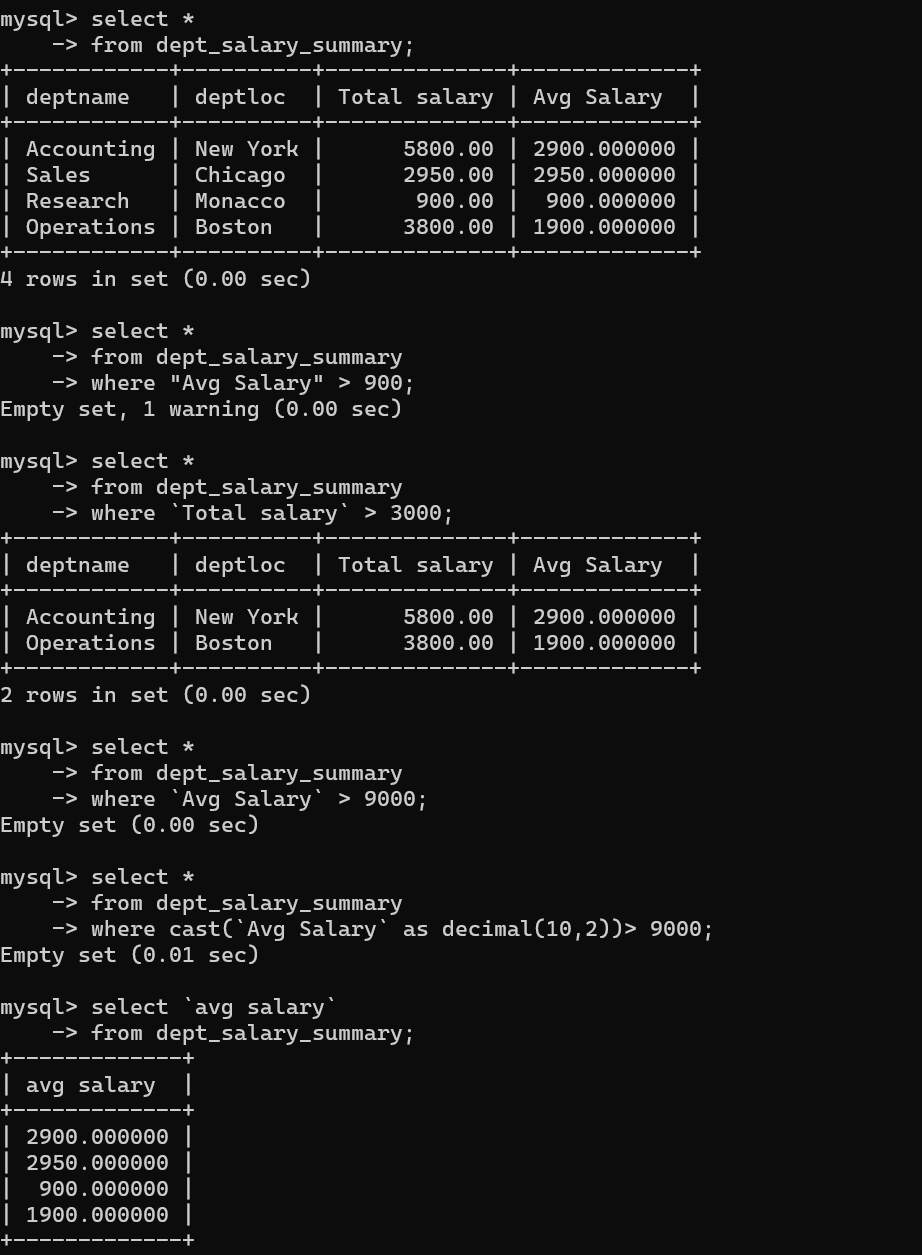 mysql> select *
    -> from dept_salary_summary;
+------------+----------+--------------+-------------+
| deptname   | deptloc  | Total salary | Avg Salary  |
+------------+----------+--------------+-------------+
| Accounting | New York |      5800.00 | 2900.000000 |
| Sales      | Chicago  |      2950.00 | 2950.000000 |
| Research   | Monacco  |       900.00 |  900.000000 |
| Operations | Boston   |      3800.00 | 1900.000000 |
+------------+----------+--------------+-------------+
4 rows in set (0.00 sec)

mysql> select *
    -> from dept_salary_summary
    -> where "Avg Salary" > 900;
Empty set, 1 warning (0.00 sec)

mysql> select *
    -> from dept_salary_summary
    -> where `Total salary` > 3000;
+------------+----------+--------------+-------------+
| deptname   | deptloc  | Total salary | Avg Salary  |
+------------+----------+--------------+-------------+
| Accounting | New York |      5800.00 | 2900.000000 |
| Operations | Boston   |      3800.00 | 1900.000000 |
+------------+----------+--------------+-------------+
2 rows in set (0.00 sec)

mysql> select *
    -> from dept_salary_summary
    -> where `Avg Salary` > 9000;
Empty set (0.00 sec)

mysql> select *
    -> from dept_salary_summary
    -> where cast(`Avg Salary` as decimal(10,2))> 9000;
Empty set (0.01 sec)

mysql> select `avg salary`
    -> from dept_salary_summary;
+-------------+
| avg salary  |
+-------------+
| 2900.000000 |
| 2950.000000 |
|  900.000000 |
| 1900.000000 |
+-------------+